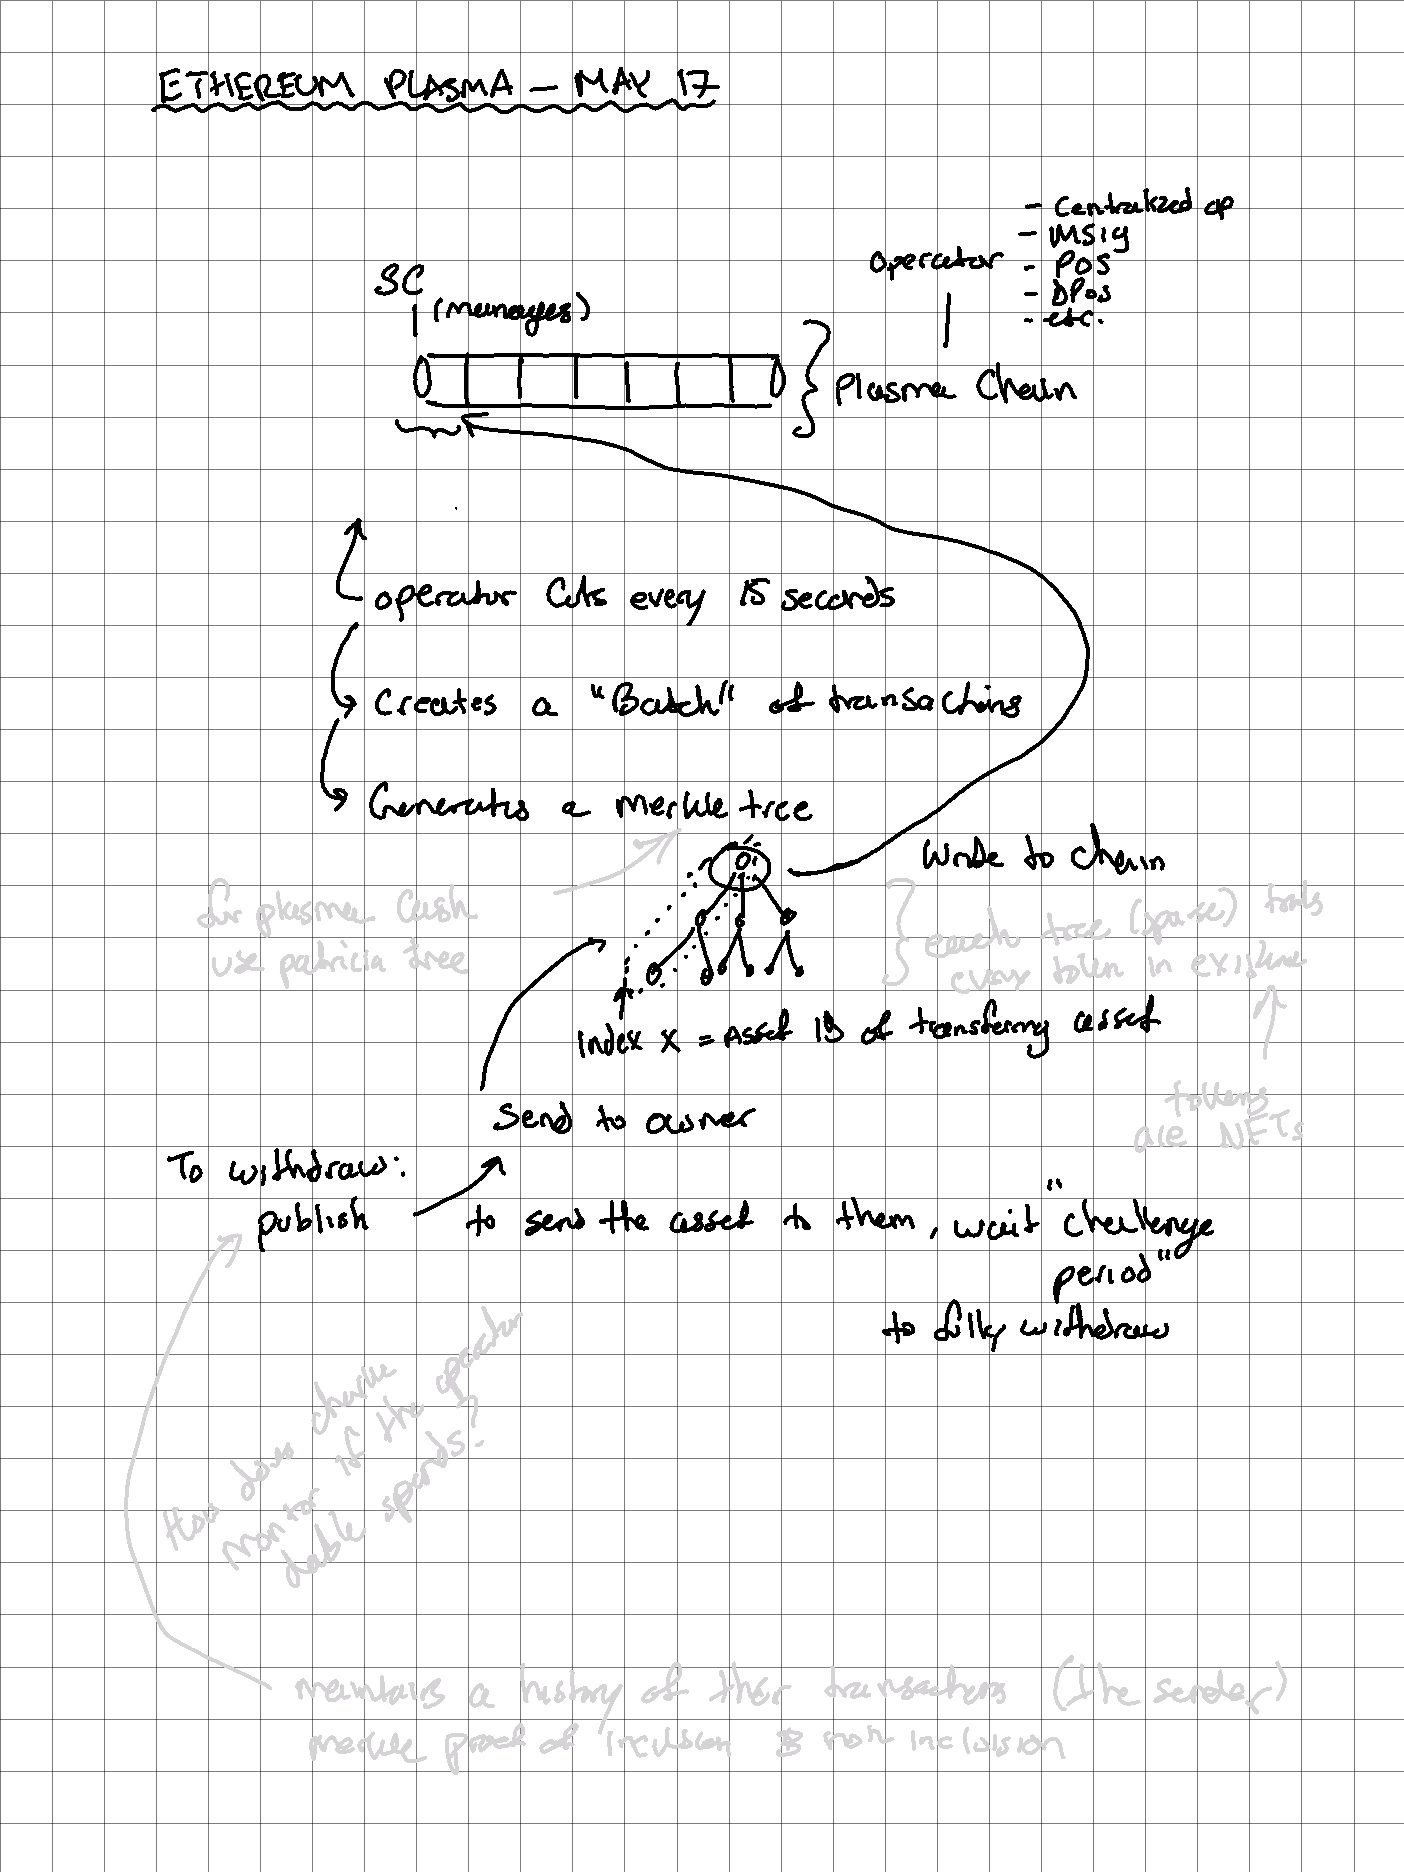 ETHEREUM PLASMA - MAY 17
- Centralized op
- MSig
operator - POS
- DPOS
- etc.
SC
(manages)
Plasma Chain
operator Cuts every 15 seconds
Creates a "Batch" of transactions
Generates a merkle tree
Write to chain
for plasma Cash
use patricia tree
each tree (sparse)
every token in existence
Index X = Asset ID of transferring asset
tokens
are NFTs
Send to owner
To withdraw:
publish to send the asset to them, wait "challenge
period"
to fully withdraw
How does charlie
monitor if the operator
double spends?
maintains a history of their transactions (the sender)
merkle proof of inclusion & non inclusion